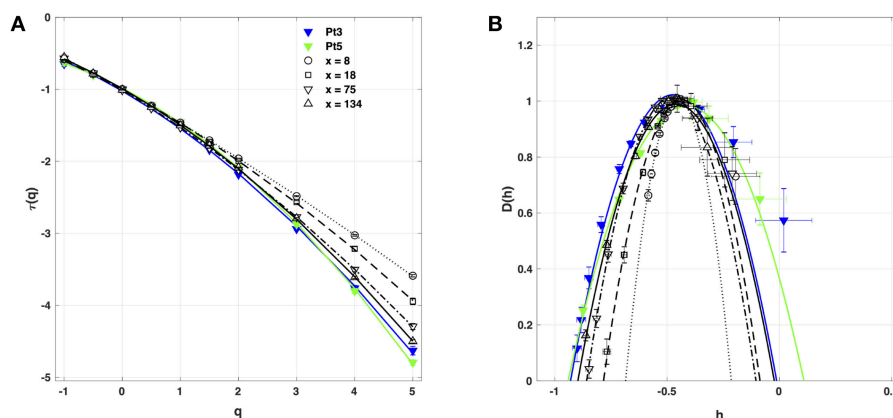 A
0
-1
-2
-3
-4
-5
τ(q)
-1 0 1 2 3 4 5
q
Pt3
Pt5
x = 8
x = 18
x = 75
x = 134
B
1.2
1
0.8
0.6
0.4
0.2
0
D(h)
-1 -0.5 0 0.
h